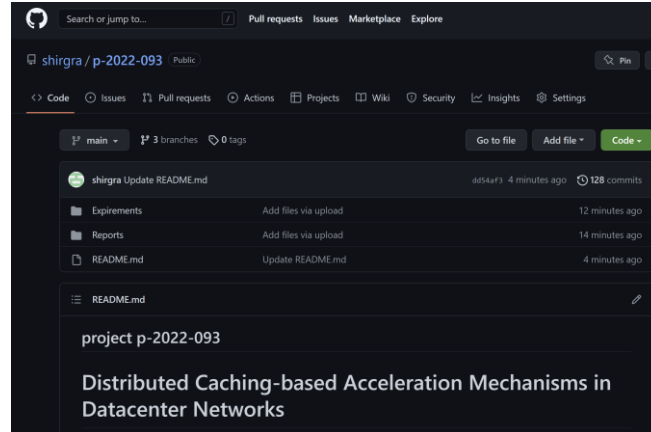 Search or jump to... / Pull requests Issues Marketplace Explore
shirgra / p-2022-093 Public Pin
<> Code Issues Pull requests Actions Projects Wiki Security Insights Settings
main 3 branches 0 tags Go to file Add file Code
shirgra Update README.md dd54af3 4 minutes ago 128 commits
Expirements Add files via upload 12 minutes ago
Reports Add files via upload 14 minutes ago
README.md Update README.md 4 minutes ago
README.md
project p-2022-093
Distributed Caching-based Acceleration Mechanisms in
Datacenter Networks